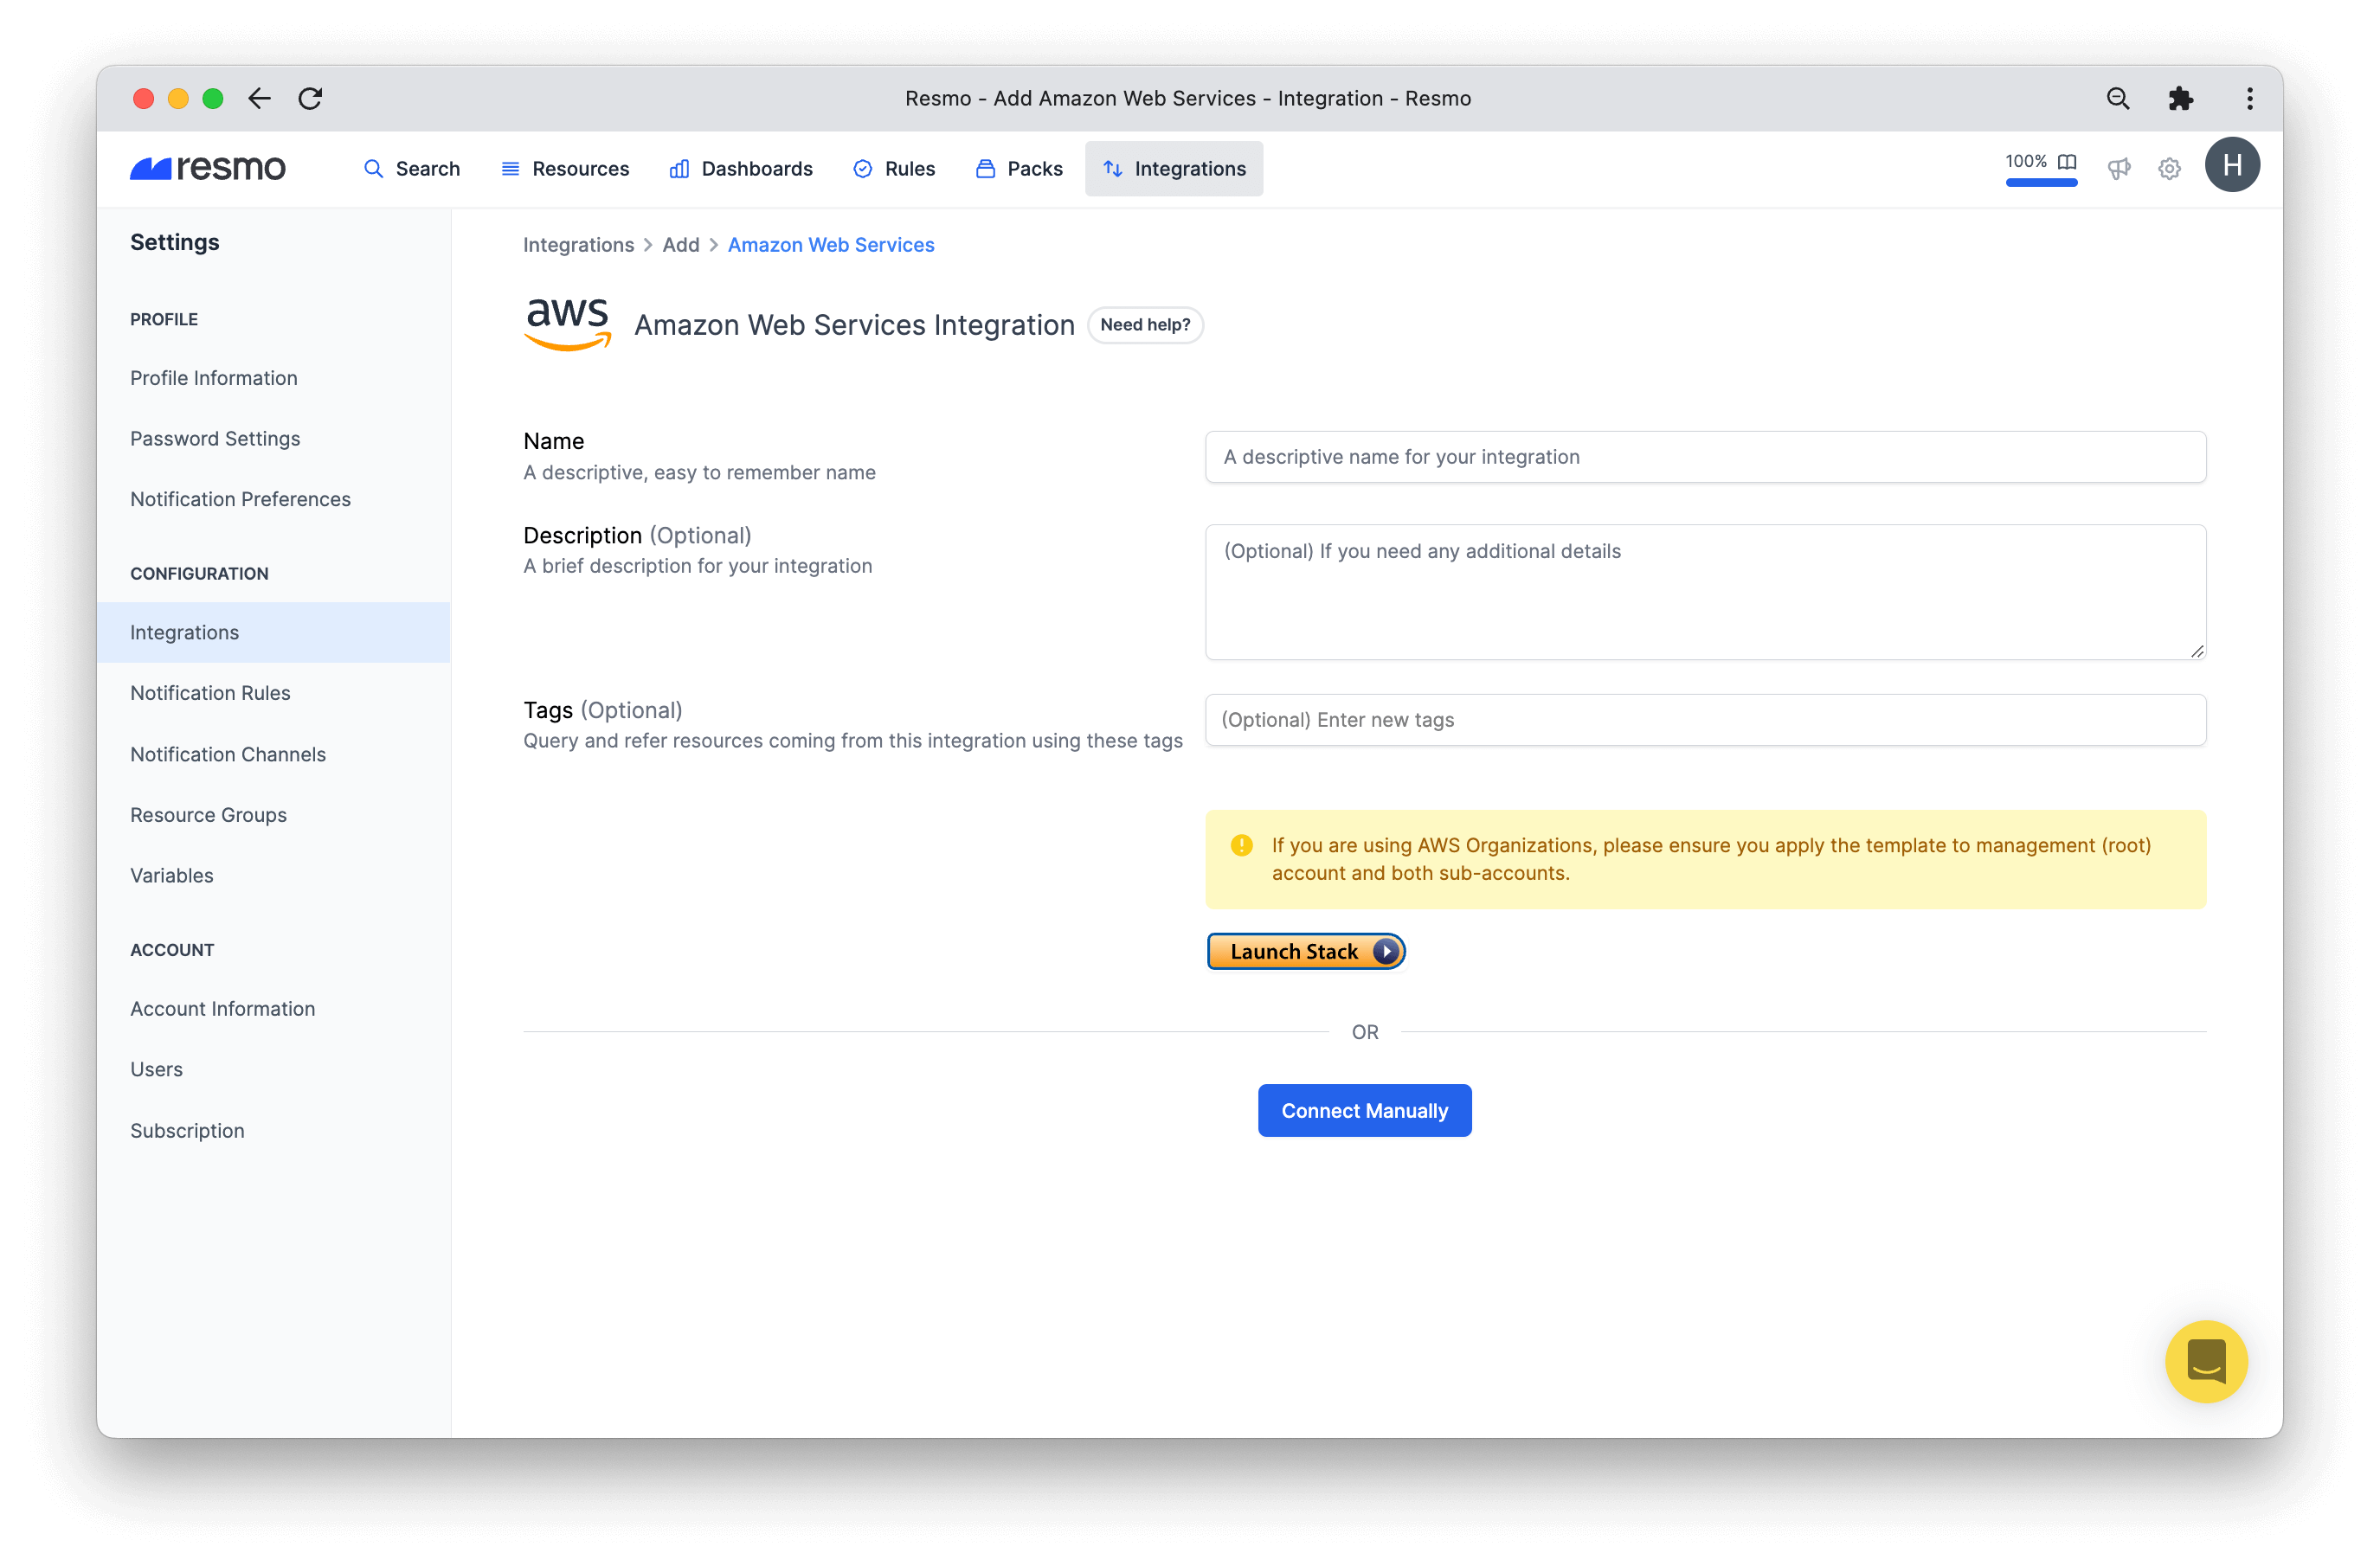 Resmo - Add Amazon Web Services - Integration - Resmo
resmo
Search
Resources
Dashboards
Rules
Packs
Integrations
100%
H
Settings
PROFILE
Profile Information
Password Settings
Notification Preferences
CONFIGURATION
Integrations
Notification Rules
Notification Channels
Resource Groups
Variables
ACCOUNT
Account Information
Users
Subscription
Integrations > Add > Amazon Web Services
aws
Amazon Web Services Integration
Need help?
Name
A descriptive, easy to remember name
A descriptive name for your integration
Description (Optional)
A brief description for your integration
(Optional) If you need any additional details
Tags (Optional)
Query and refer resources coming from this integration using these tags
(Optional) Enter new tags
If you are using AWS Organizations, please ensure you apply the template to management (root)
account and both sub-accounts.
Launch Stack
OR
Connect Manually